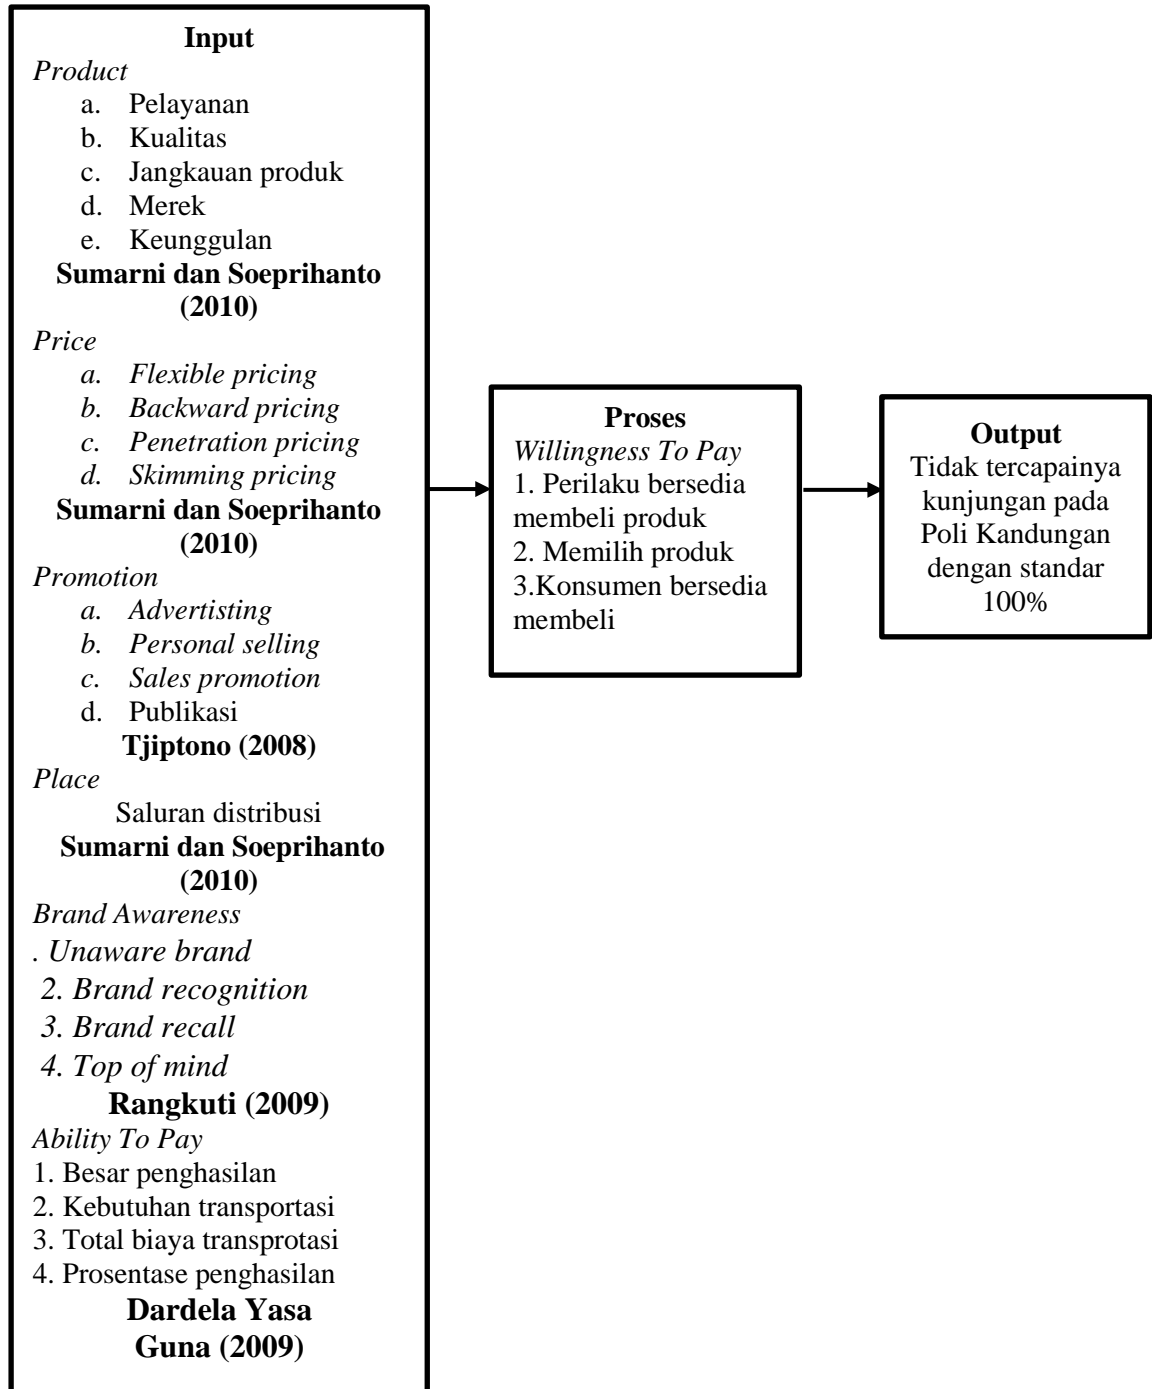 Input
Product
a. Pelayanan
b. Kualitas
c. Jangkauan produk
d. Merek
e. Keunggulan
Sumarni dan Soeprihanto
(2010)
Price
a. Flexible pricing
b. Backward pricing
c. Penetration pricing
d. Skimming pricing
Sumarni dan Soeprihanto
(2010)
Promotion
a. Advertisting
b. Personal selling
c. Sales promotion
d. Publikasi
Tjiptono (2008)
Place
Saluran distribusi
Sumarni dan Soeprihanto
(2010)
Brand Awareness
. Unaware brand
2. Brand recognition
3. Brand recall
4. Top of mind
Rangkuti (2009)
Ability To Pay
1. Besar penghasilan
2. Kebutuhan transportasi
3. Total biaya transprotasi
4. Prosentase penghasilan
Dardela Yasa
Guna (2009)
Proses
Willingness To Pay
1. Perilaku bersedia
membeli produk
2. Memilih produk
3.Konsumen bersedia
membeli
Output
Tidak tercapainya
kunjungan pada
Poli Kandungan
dengan standar
100%